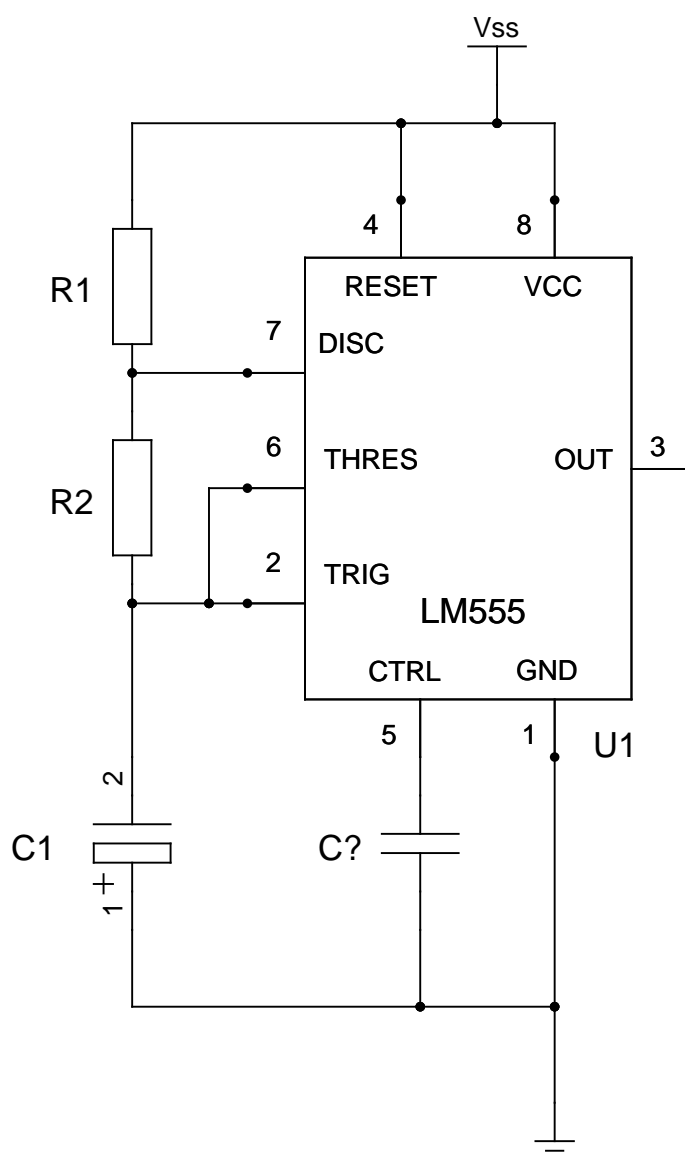 Vss
4 8
RESET VCC
R1
7
DISC
6
THRES OUT 3
R2
2
TRIG
LM555
CTRL GND
5 1 U1
2
C1 C?
+
1